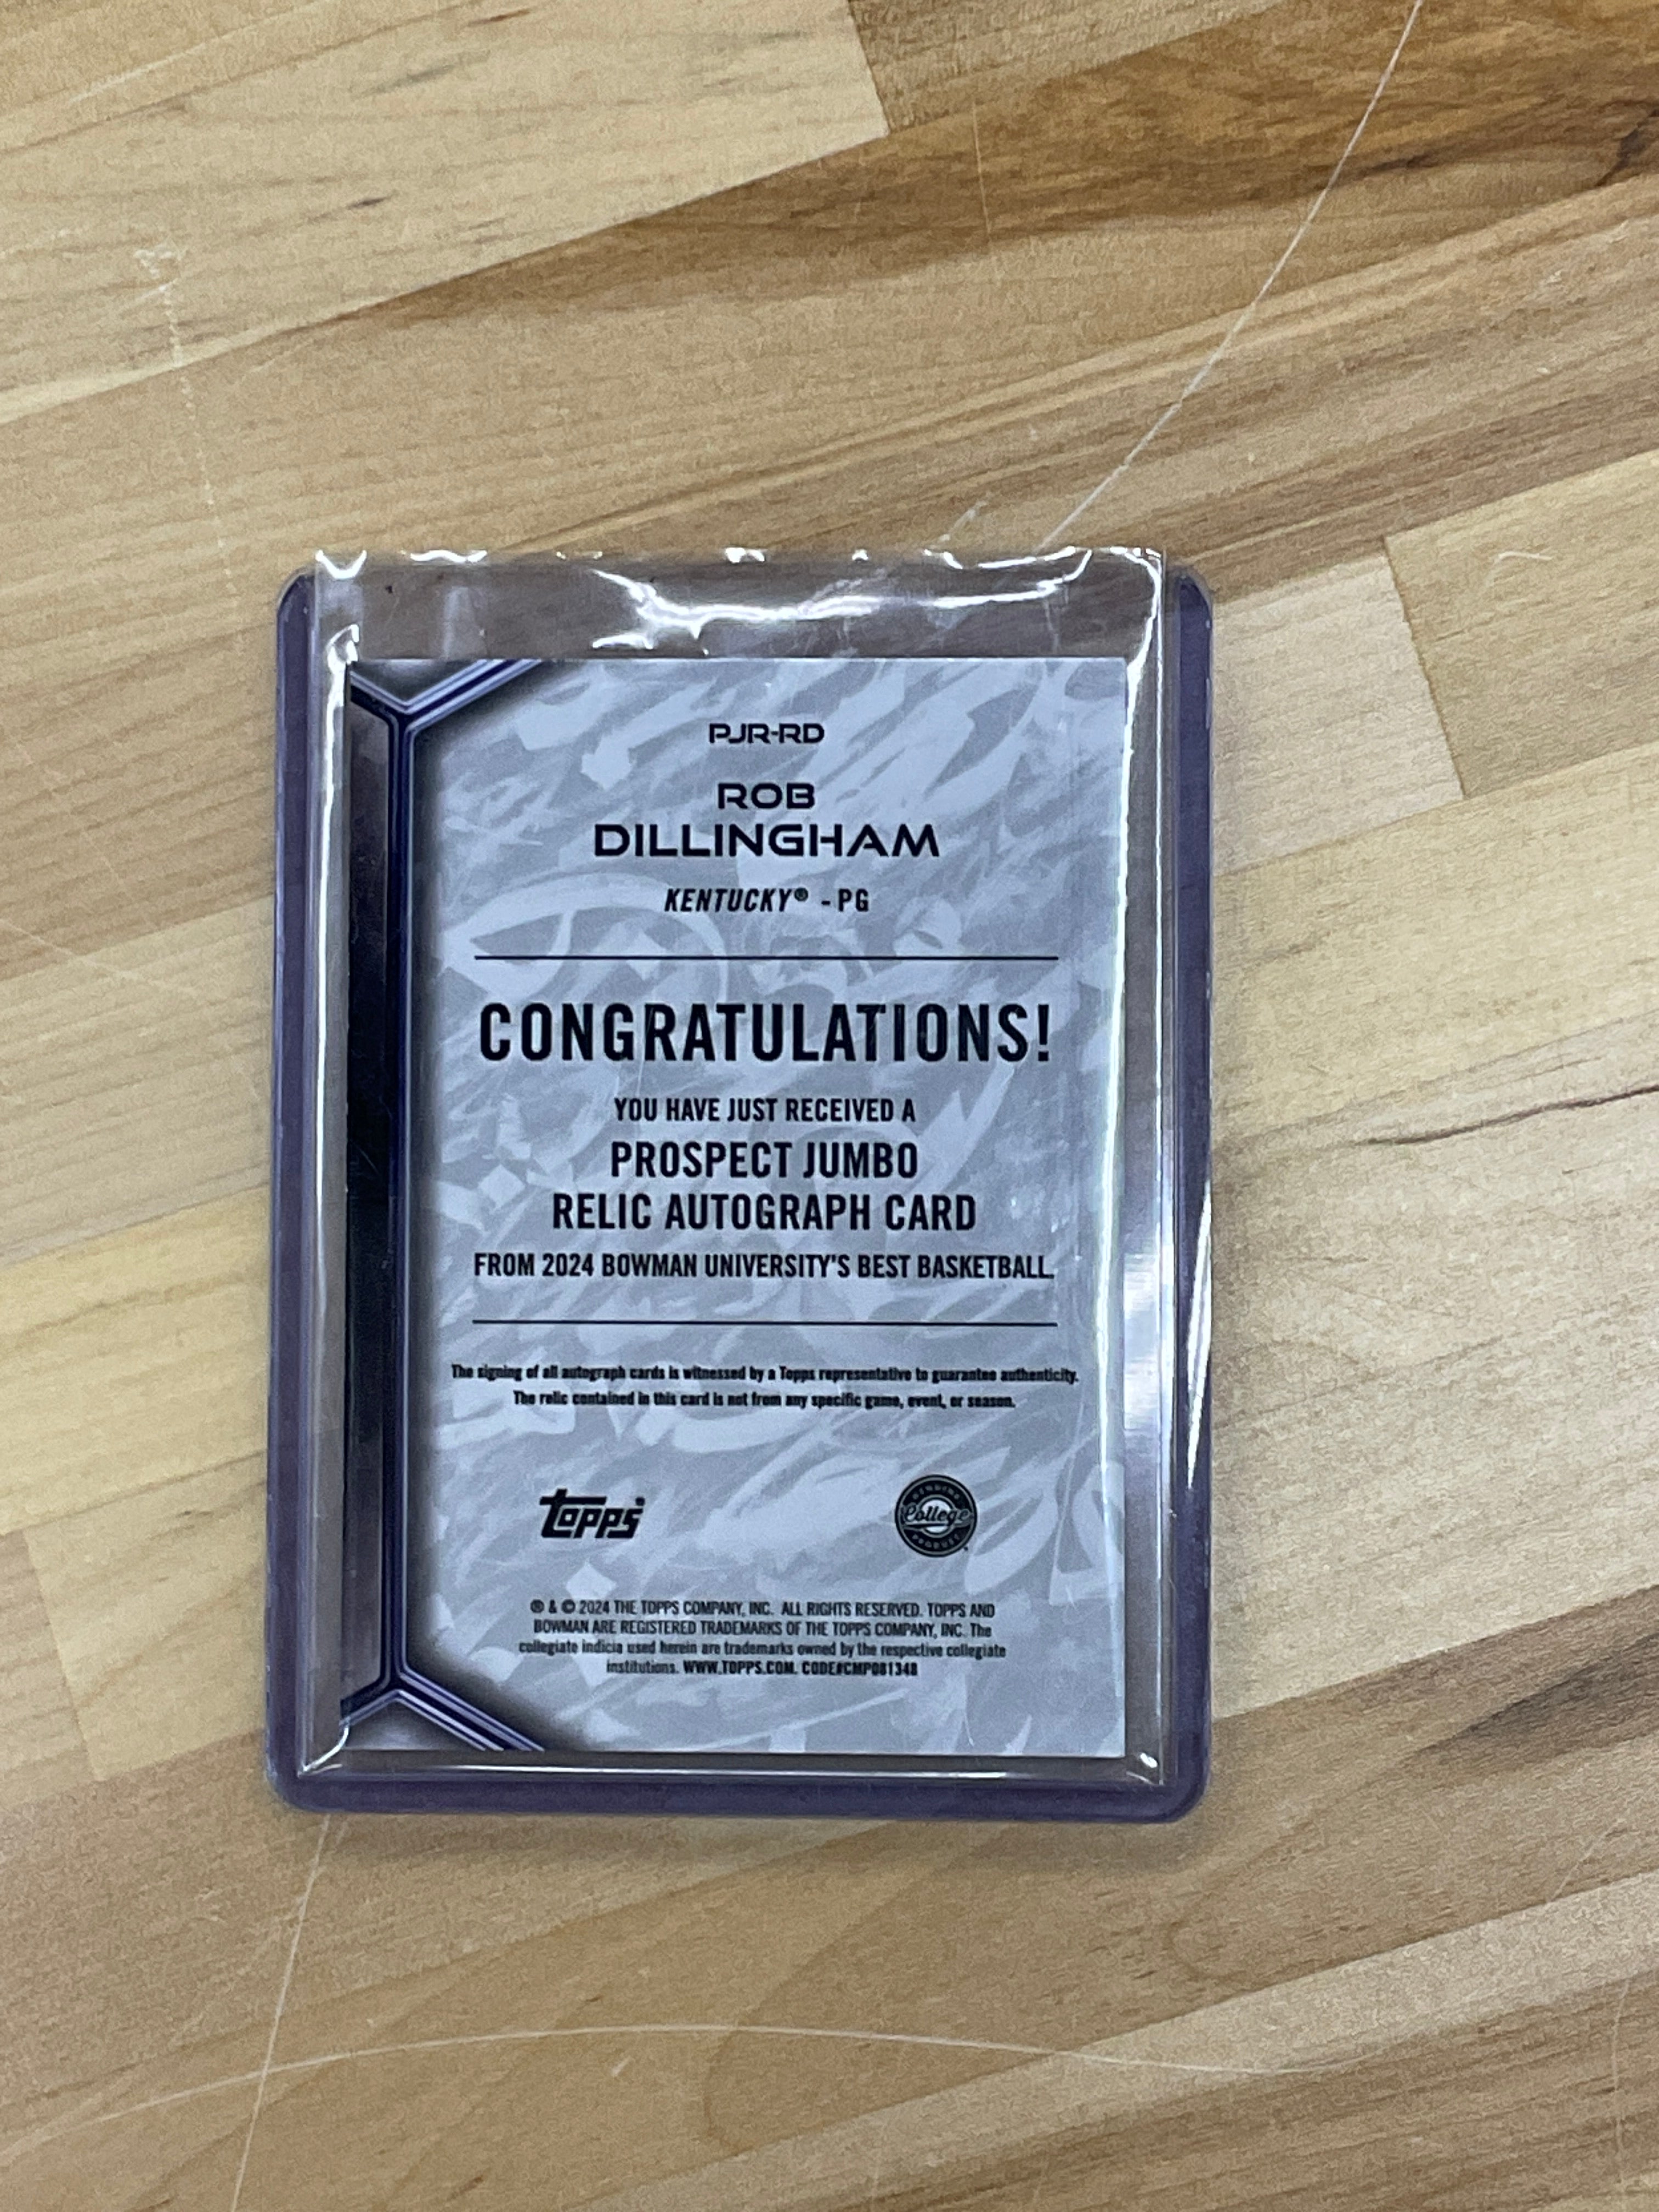 PJR-RD
ROB
DILLINGHAM
KENTUCKY® - PG
CONGRATULATIONS!
YOU HAVE JUST RECEIVED A
PROSPECT JUMBO
RELIC AUTOGRAPH CARD
FROM 2024 BOWMAN UNIVERSITY'S BEST BASKETBALL.
The signing of all autograph cards is witnessed by a Topps representative to guarantee authenticity.
The relic contained in this card is not from any specific game, event, or season.
topps®
GENUINE
College
PRODUCT
® & © 2024 THE TOPPS COMPANY, INC. ALL RIGHTS RESERVED. TOPPS AND
BOWMAN ARE REGISTERED TRADEMARKS OF THE TOPPS COMPANY, INC. The
collegiate indicia used herein are trademarks owned by the respective collegiate
institutions. WWW.TOPPS.COM. CODE#CMP081348